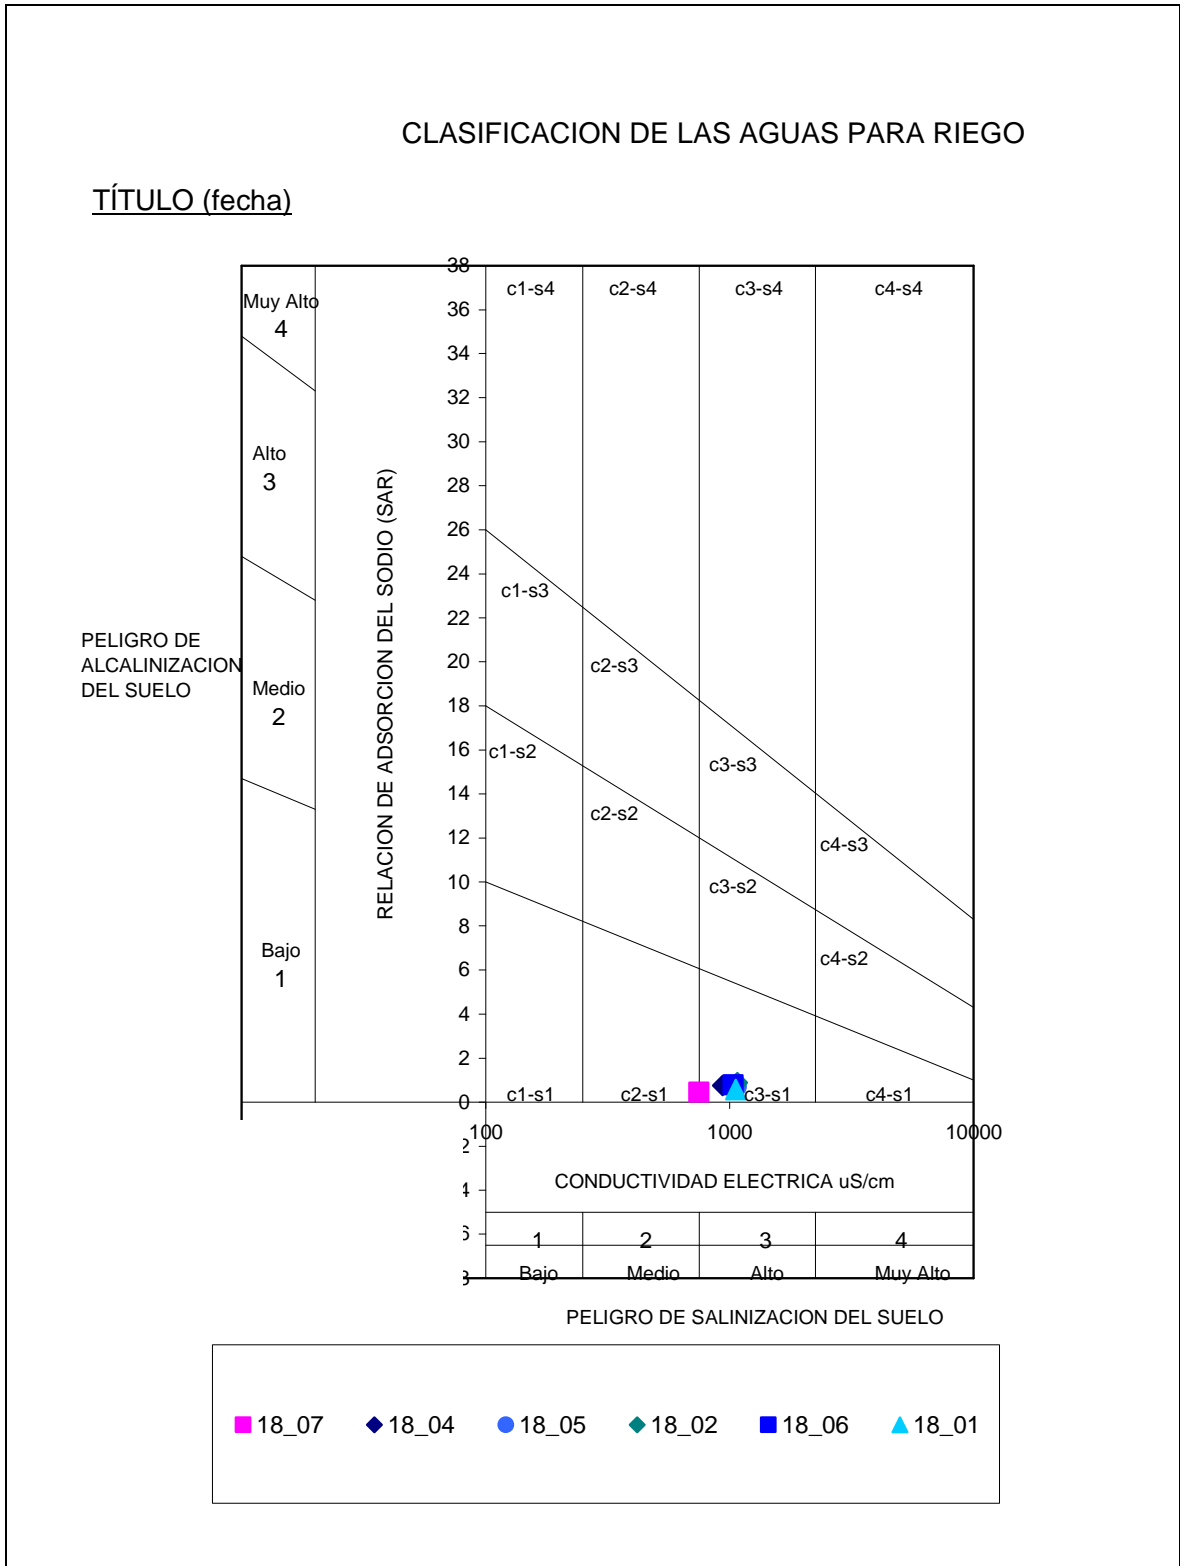 CLASIFICACION DE LAS AGUAS PARA RIEGO
TÍTULO (fecha)
Muy Alto
4
Alto
3
PELIGRO DE
ALCALINIZACION
DEL SUELO
Medio
2
Bajo
1
RELACION DE ADSORCION DEL SODIO (SAR)
38
36
34
32
30
28
26
24
22
20
18
16
14
12
10
8
6
4
2
0
c1-s4 c2-s4 c3-s4 c4-s4
c1-s3
c2-s3
c1-s2
c3-s3
c2-s2
c4-s3
c3-s2
c4-s2
c1-s1 c2-s1 c3-s1 c4-s1
100 1000 10000
2
4
6
8
CONDUCTIVIDAD ELECTRICA uS/cm
1 2 3 4
Bajo Medio Alto Muy Alto
PELIGRO DE SALINIZACION DEL SUELO
18_07 18_04 18_05 18_02 18_06 18_01